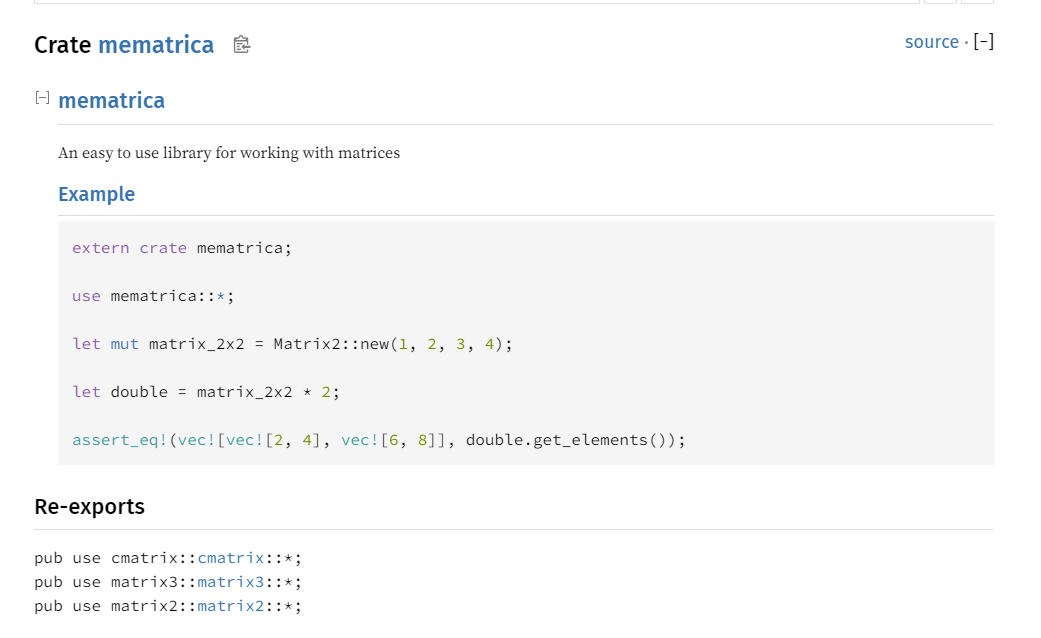 Crate mematrica
source · [-]
[-] mematrica
An easy to use library for working with matrices
Example
extern crate mematrica;
use mematrica::*;
let mut matrix_2x2 = Matrix2::new(1, 2, 3, 4);
let double = matrix_2x2 * 2;
assert_eq!(vec![vec![2, 4], vec![6, 8]], double.get_elements());
Re-exports
pub use cmatrix::cmatrix::*;
pub use matrix3::matrix3::*;
pub use matrix2::matrix2::*;